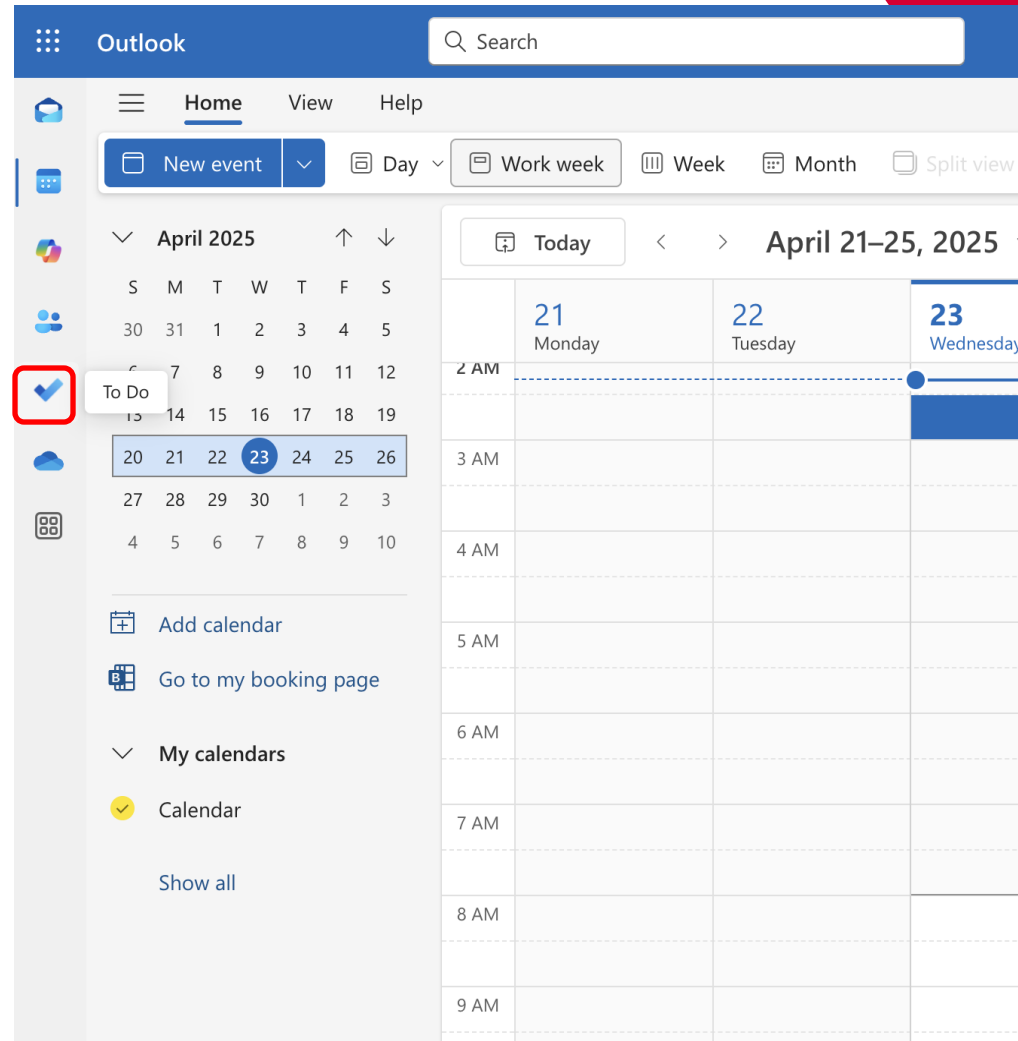 Outlook
Search
Home View Help
New event Day Work week Week Month Split view
April 2025
S M T W T F S
30 31 1 2 3 4 5
7 8 9 10 11 12
To Do
13 14 15 16 17 18 19
20 21 22 23 24 25 26
27 28 29 30 1 2 3
4 5 6 7 8 9 10
Add calendar
B Go to my booking page
My calendars
Calendar
Show all
Today April 21–25, 2025
21 22 23
Monday Tuesday Wednesday
2 AM
3 AM
4 AM
5 AM
6 AM
7 AM
8 AM
9 AM